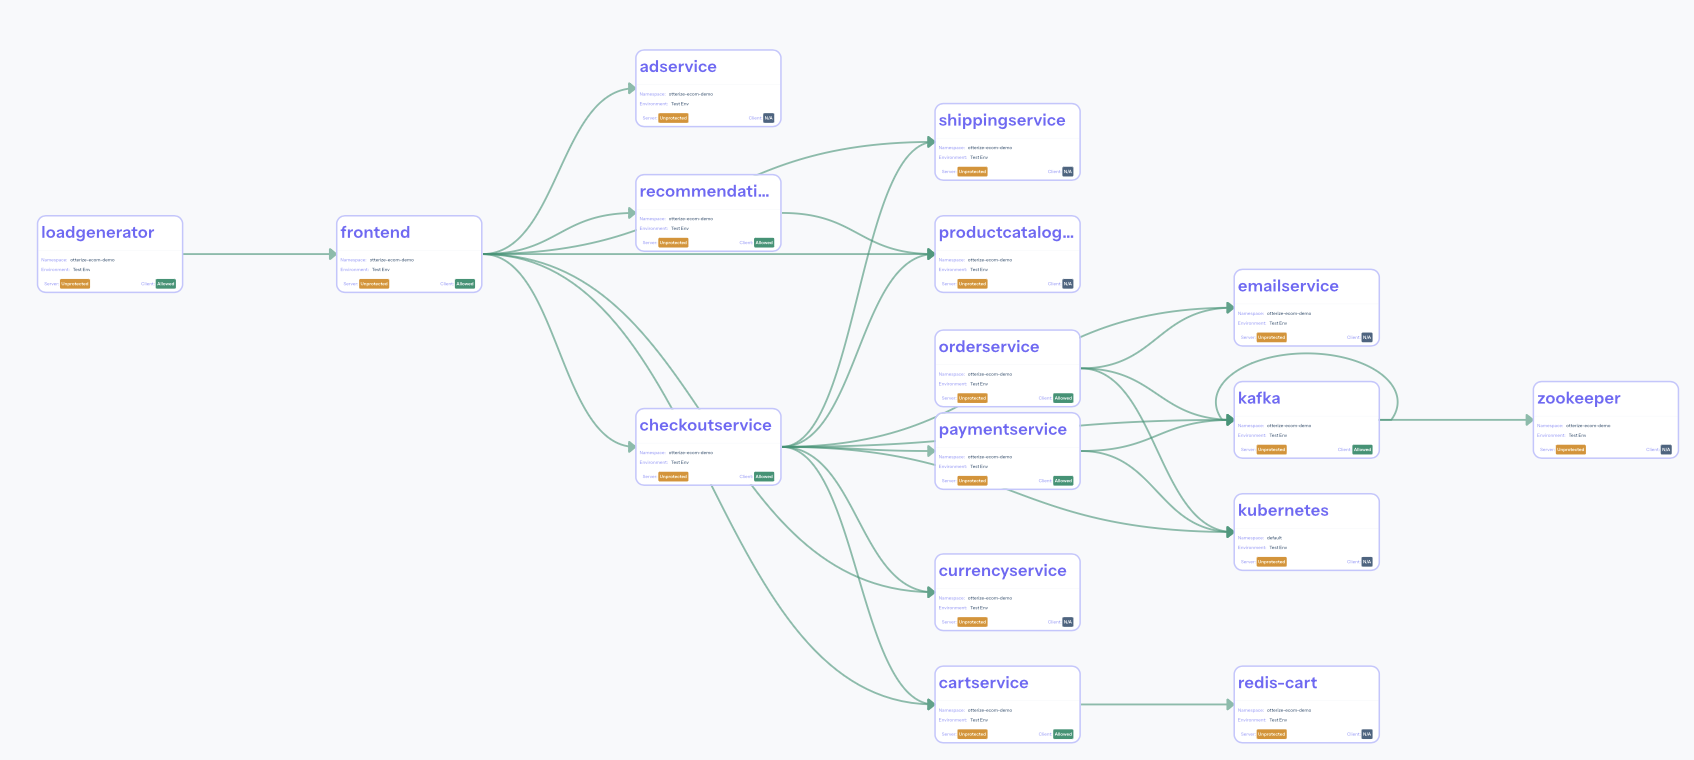 adservice
Namespace: otterize-ecom-demo
Environment: Test Env
Server: Unprotected Client: N/A
shippingservice
Namespace: otterize-ecom-demo
Environment: Test Env
Server: Unprotected Client: N/A
recommendati...
Namespace: otterize-ecom-demo
Environment: Test Env
Server: Unprotected Client: Allowed
loadgenerator
Namespace: otterize-ecom-demo
Environment: Test Env
Server: Unprotected Client: Allowed
frontend
Namespace: otterize-ecom-demo
Environment: Test Env
Server: Unprotected Client: Allowed
productcatalog...
Namespace: otterize-ecom-demo
Environment: Test Env
Server: Unprotected Client: N/A
emailservice
Namespace: otterize-ecom-demo
Environment: Test Env
Server: Unprotected Client: N/A
orderservice
Namespace: otterize-ecom-demo
Environment: Test Env
Server: Unprotected Client: Allowed
kafka
Namespace: otterize-ecom-demo
Environment: Test Env
Server: Unprotected Client: Allowed
zookeeper
Namespace: otterize-ecom-demo
Environment: Test Env
Server: Unprotected Client: N/A
checkoutservice
Namespace: otterize-ecom-demo
Environment: Test Env
Server: Unprotected Client: Allowed
paymentservice
Namespace: otterize-ecom-demo
Environment: Test Env
Server: Unprotected Client: Allowed
kubernetes
Namespace: default
Environment: Test Env
Server: Unprotected Client: N/A
currencyservice
Namespace: otterize-ecom-demo
Environment: Test Env
Server: Unprotected Client: N/A
cartservice
Namespace: otterize-ecom-demo
Environment: Test Env
Server: Unprotected Client: Allowed
redis-cart
Namespace: otterize-ecom-demo
Environment: Test Env
Server: Unprotected Client: N/A